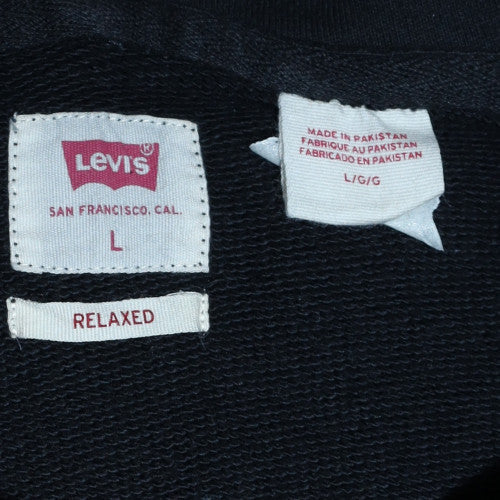 LEVI'S®
SAN FRANCISCO. CAL.
L
RELAXED
MADE IN PAKISTAN
FABRIQUE AU PAKISTAN
FABRICADO EN PAKISTAN
L/G/G